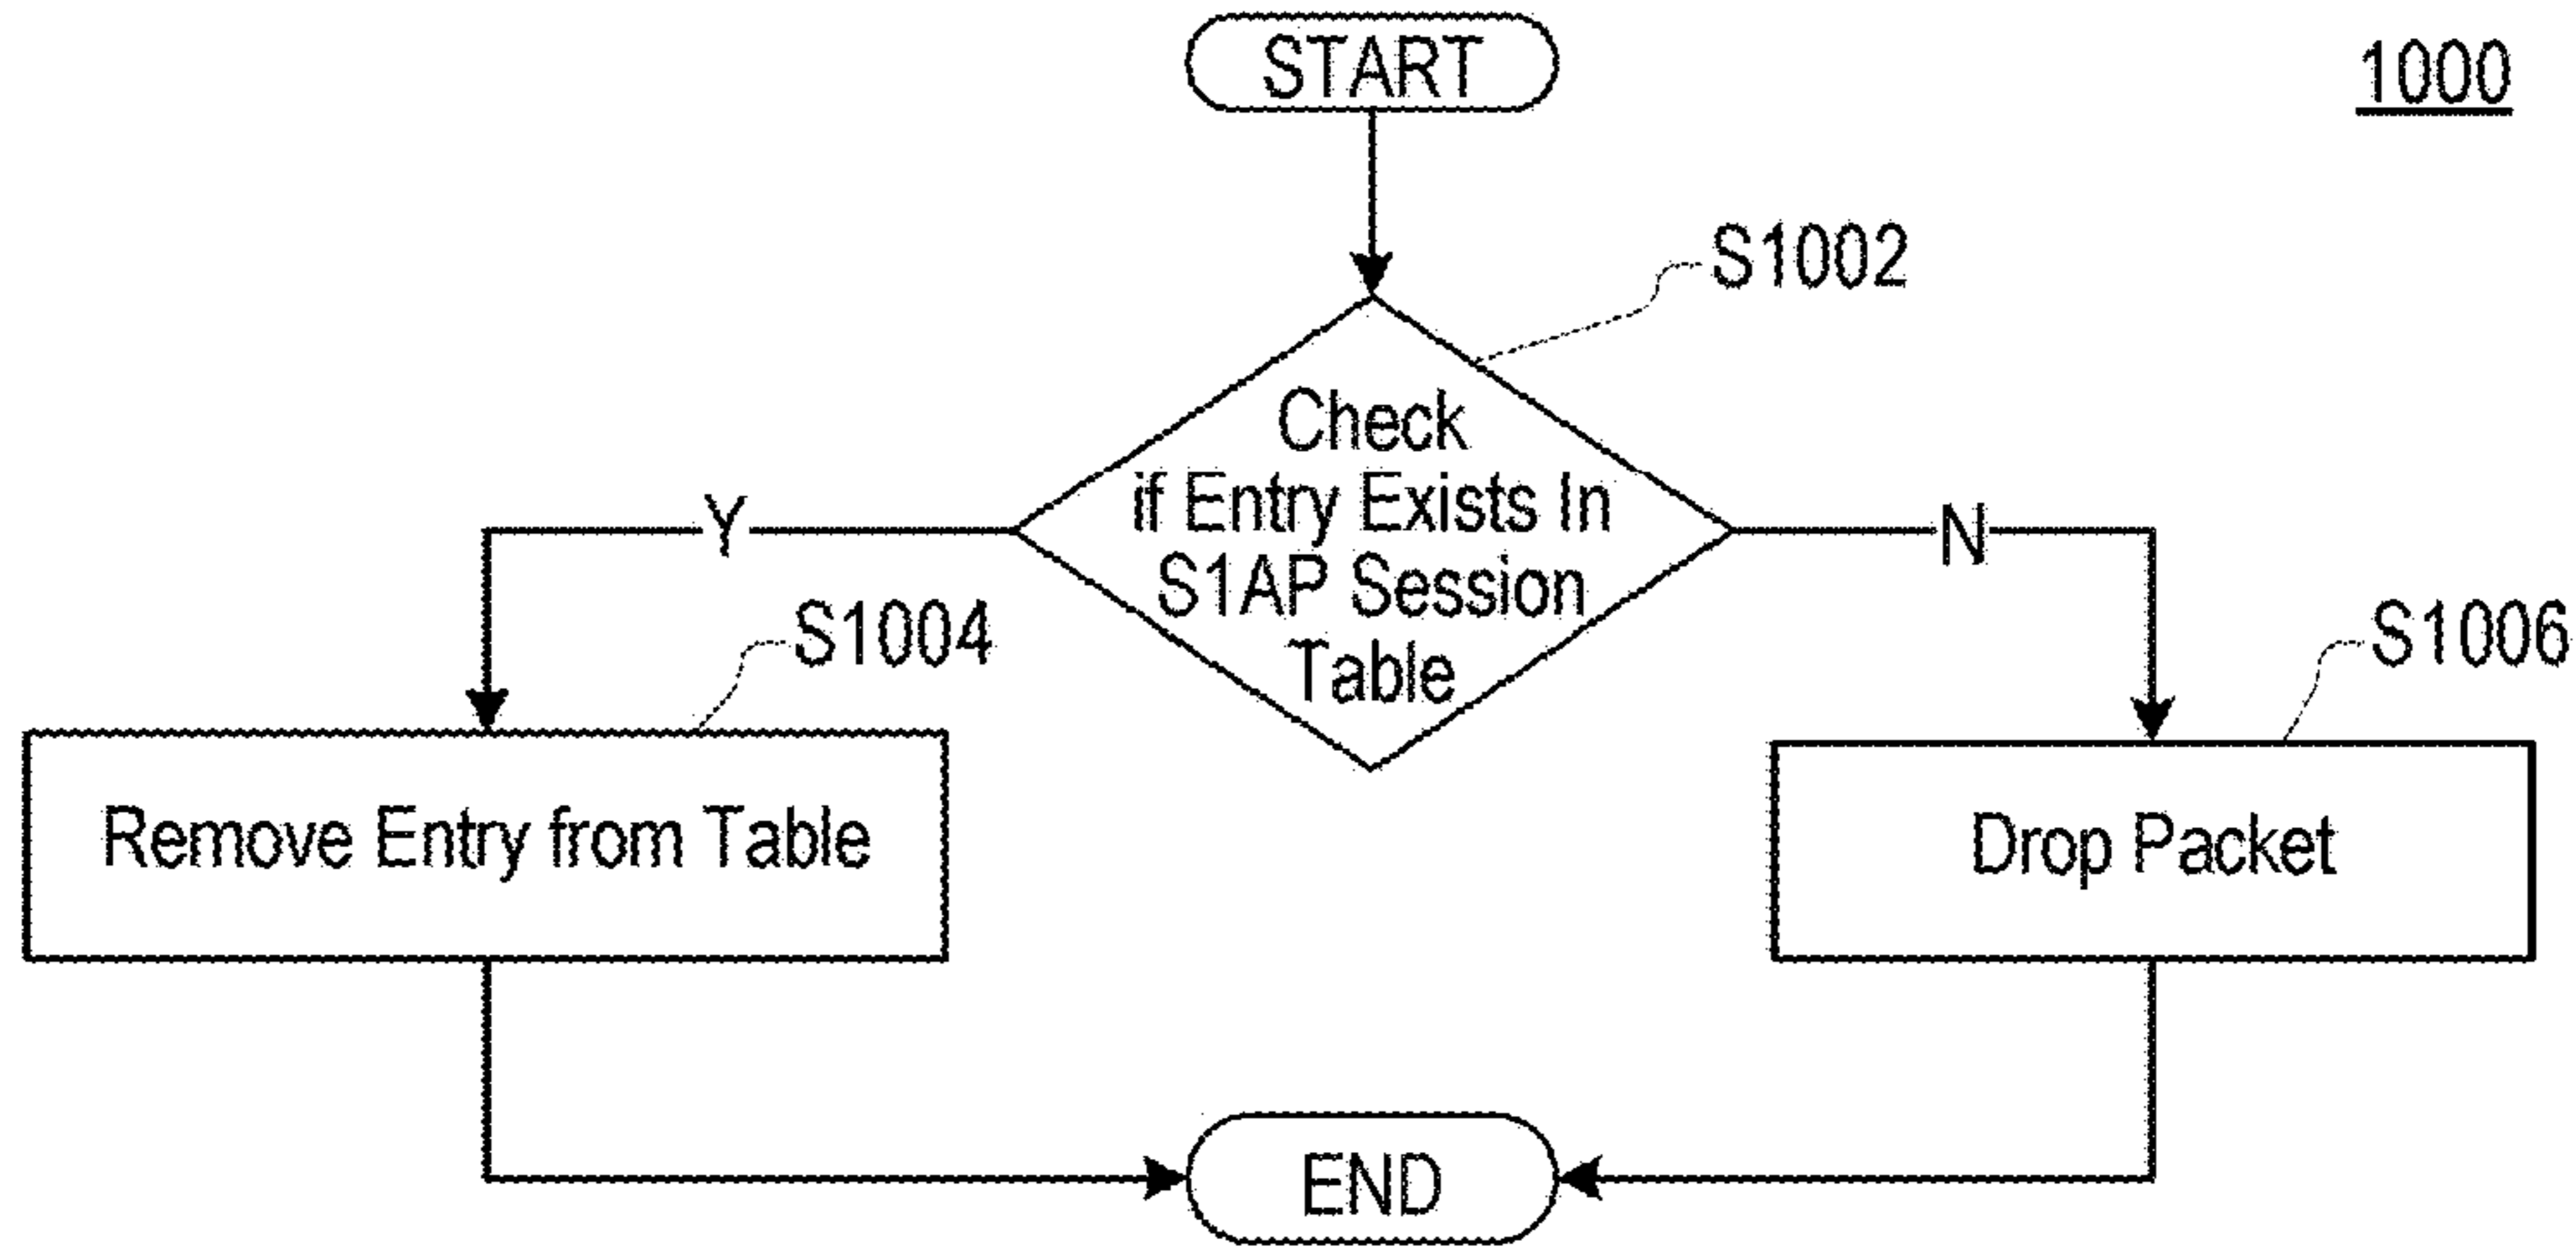 START
1000
S1002
Check
if Entry Exists In
S1AP Session
Table
Y
N
S1004
S1006
Remove Entry from Table
Drop Packet
END